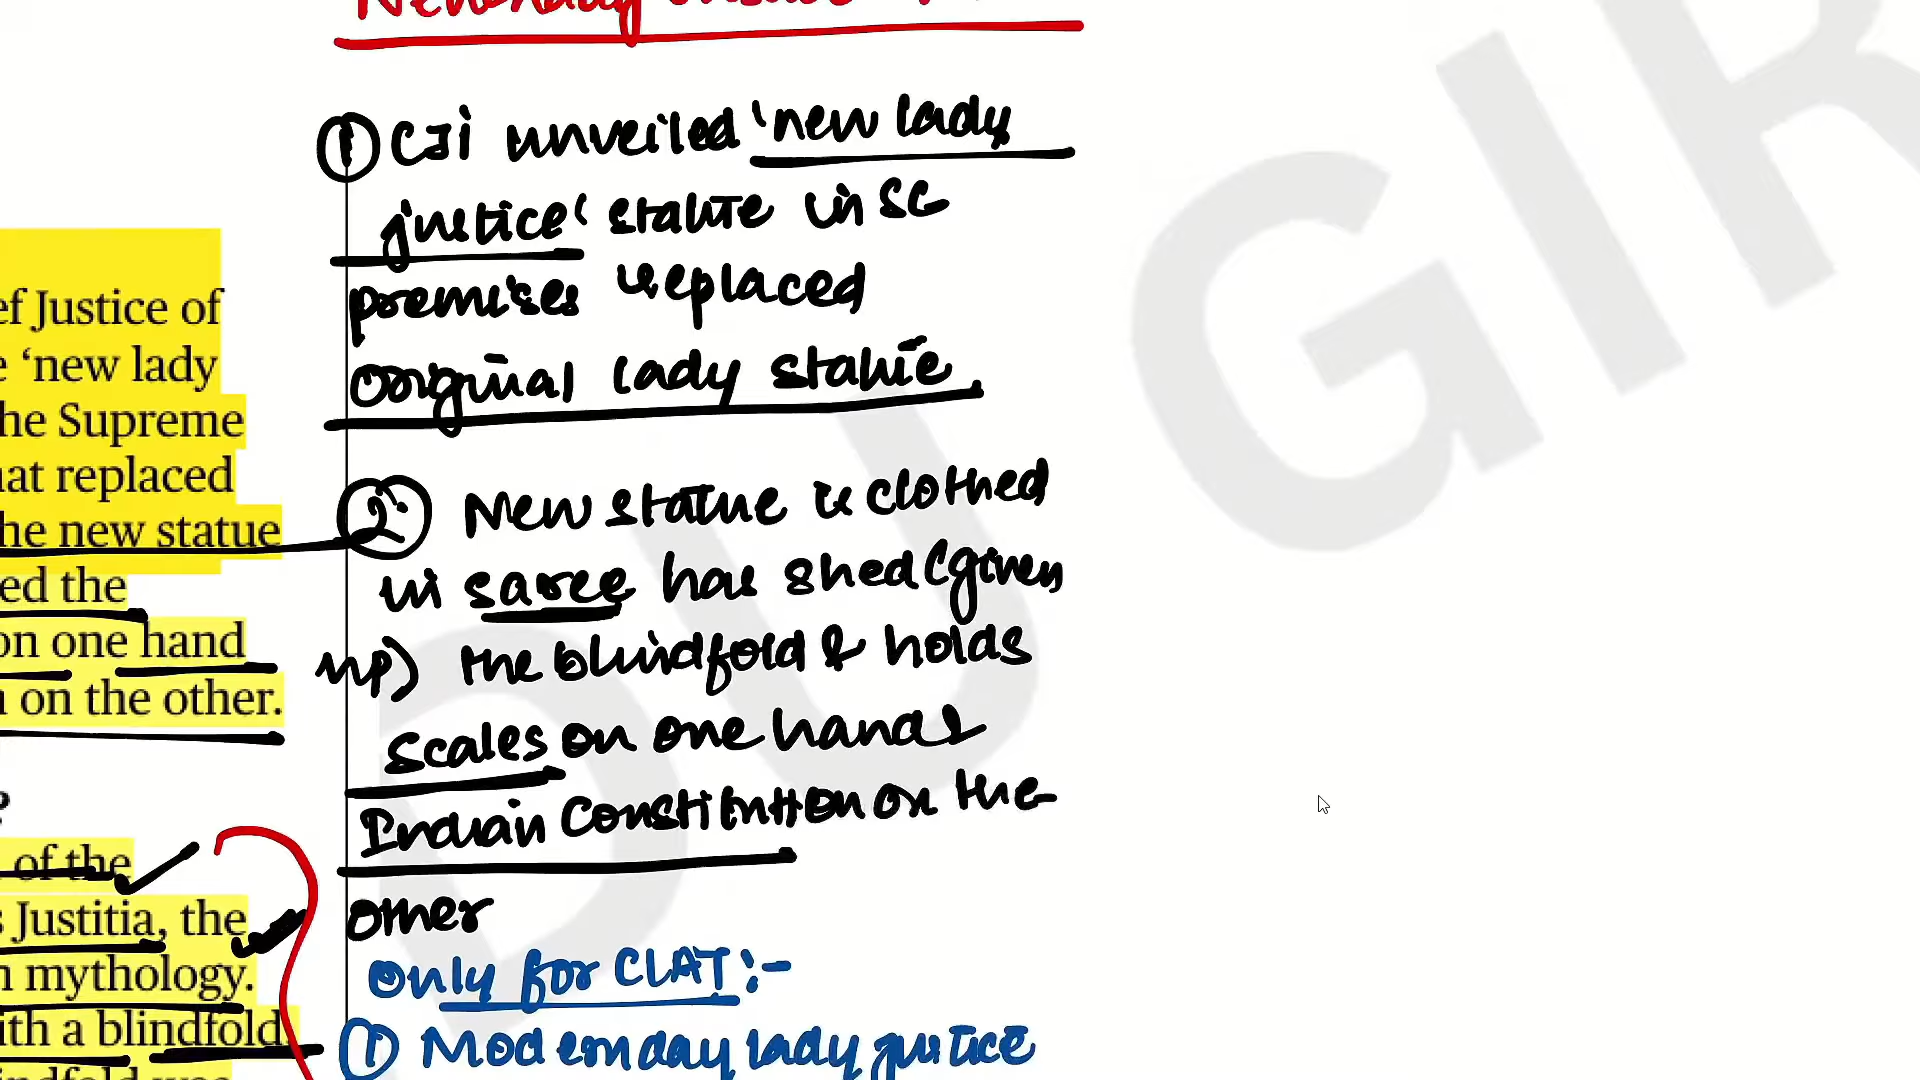 ① CJI unveiled 'new lady
justice' statue in SC
premises replaced
Original lady statue.
② New statue is clothed
in saree has shed (given
up) the blindfold & holds
scales on one hand &
Indian Constitution on the
other
Only for CLAT:-
① Modern day lady justice
ef Justice of
e ‘new lady
he Supreme
hat replaced
he new statue
ed the
on one hand
n on the other.
?
of the
s Justitia, the
n mythology.
ith a blindfold.
DU GIR